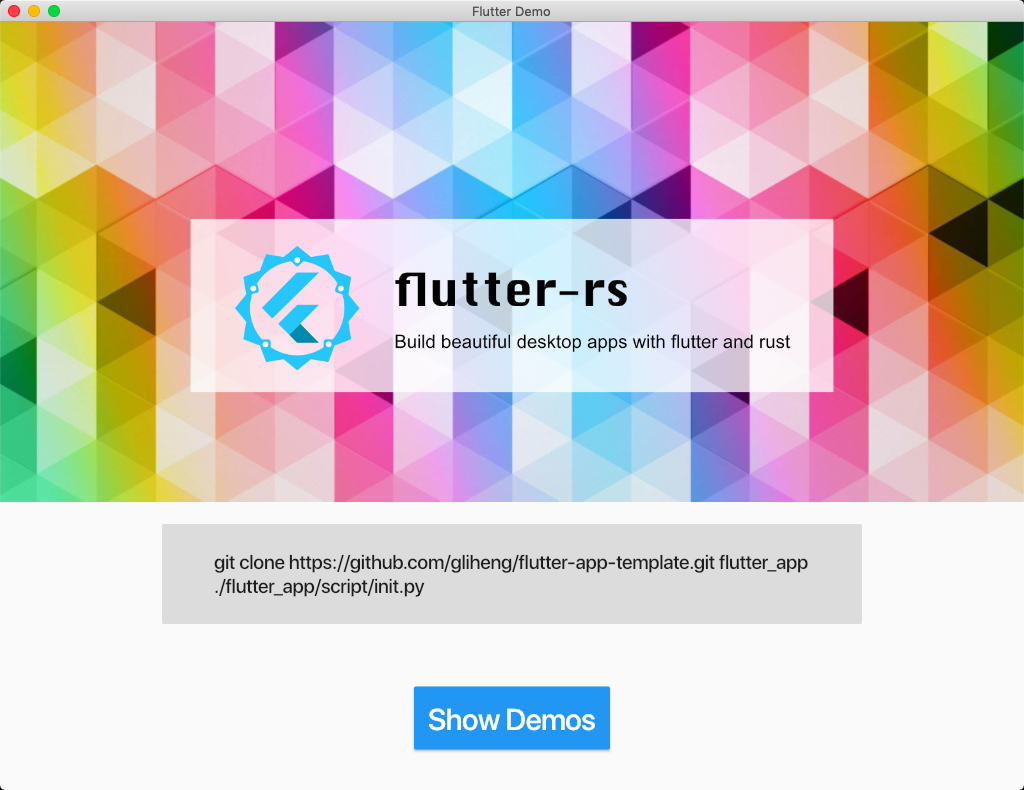 Flutter Demo
flutter-rs
Build beautiful desktop apps with flutter and rust
git clone https://github.com/gliheng/flutter-app-template.git flutter_app
./flutter_app/script/init.py
Show Demos